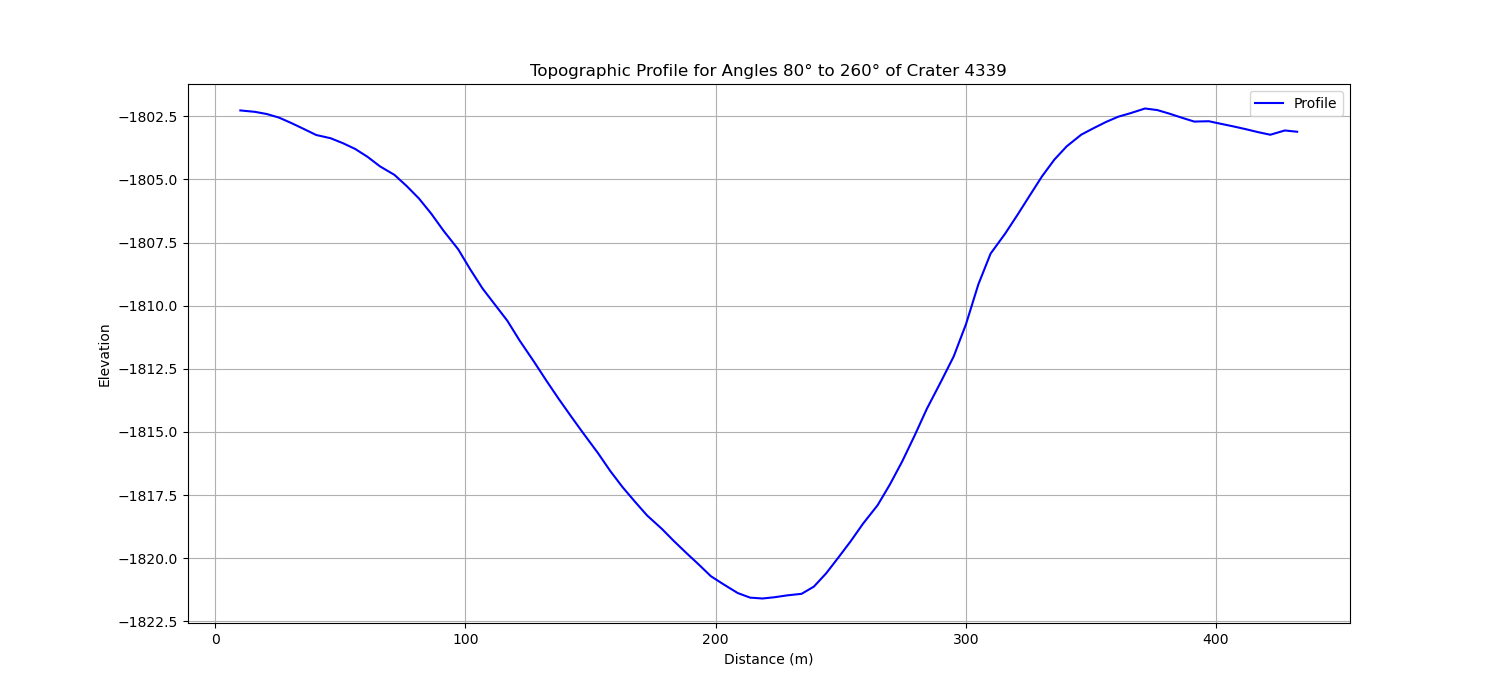 Topographic Profile for Angles 80° to 260° of Crater 4339
Profile
−1802.5
−1805.0
−1807.5
−1810.0
−1812.5
−1815.0
−1817.5
−1820.0
−1822.5
Elevation
0 100 200 300 400
Distance (m)